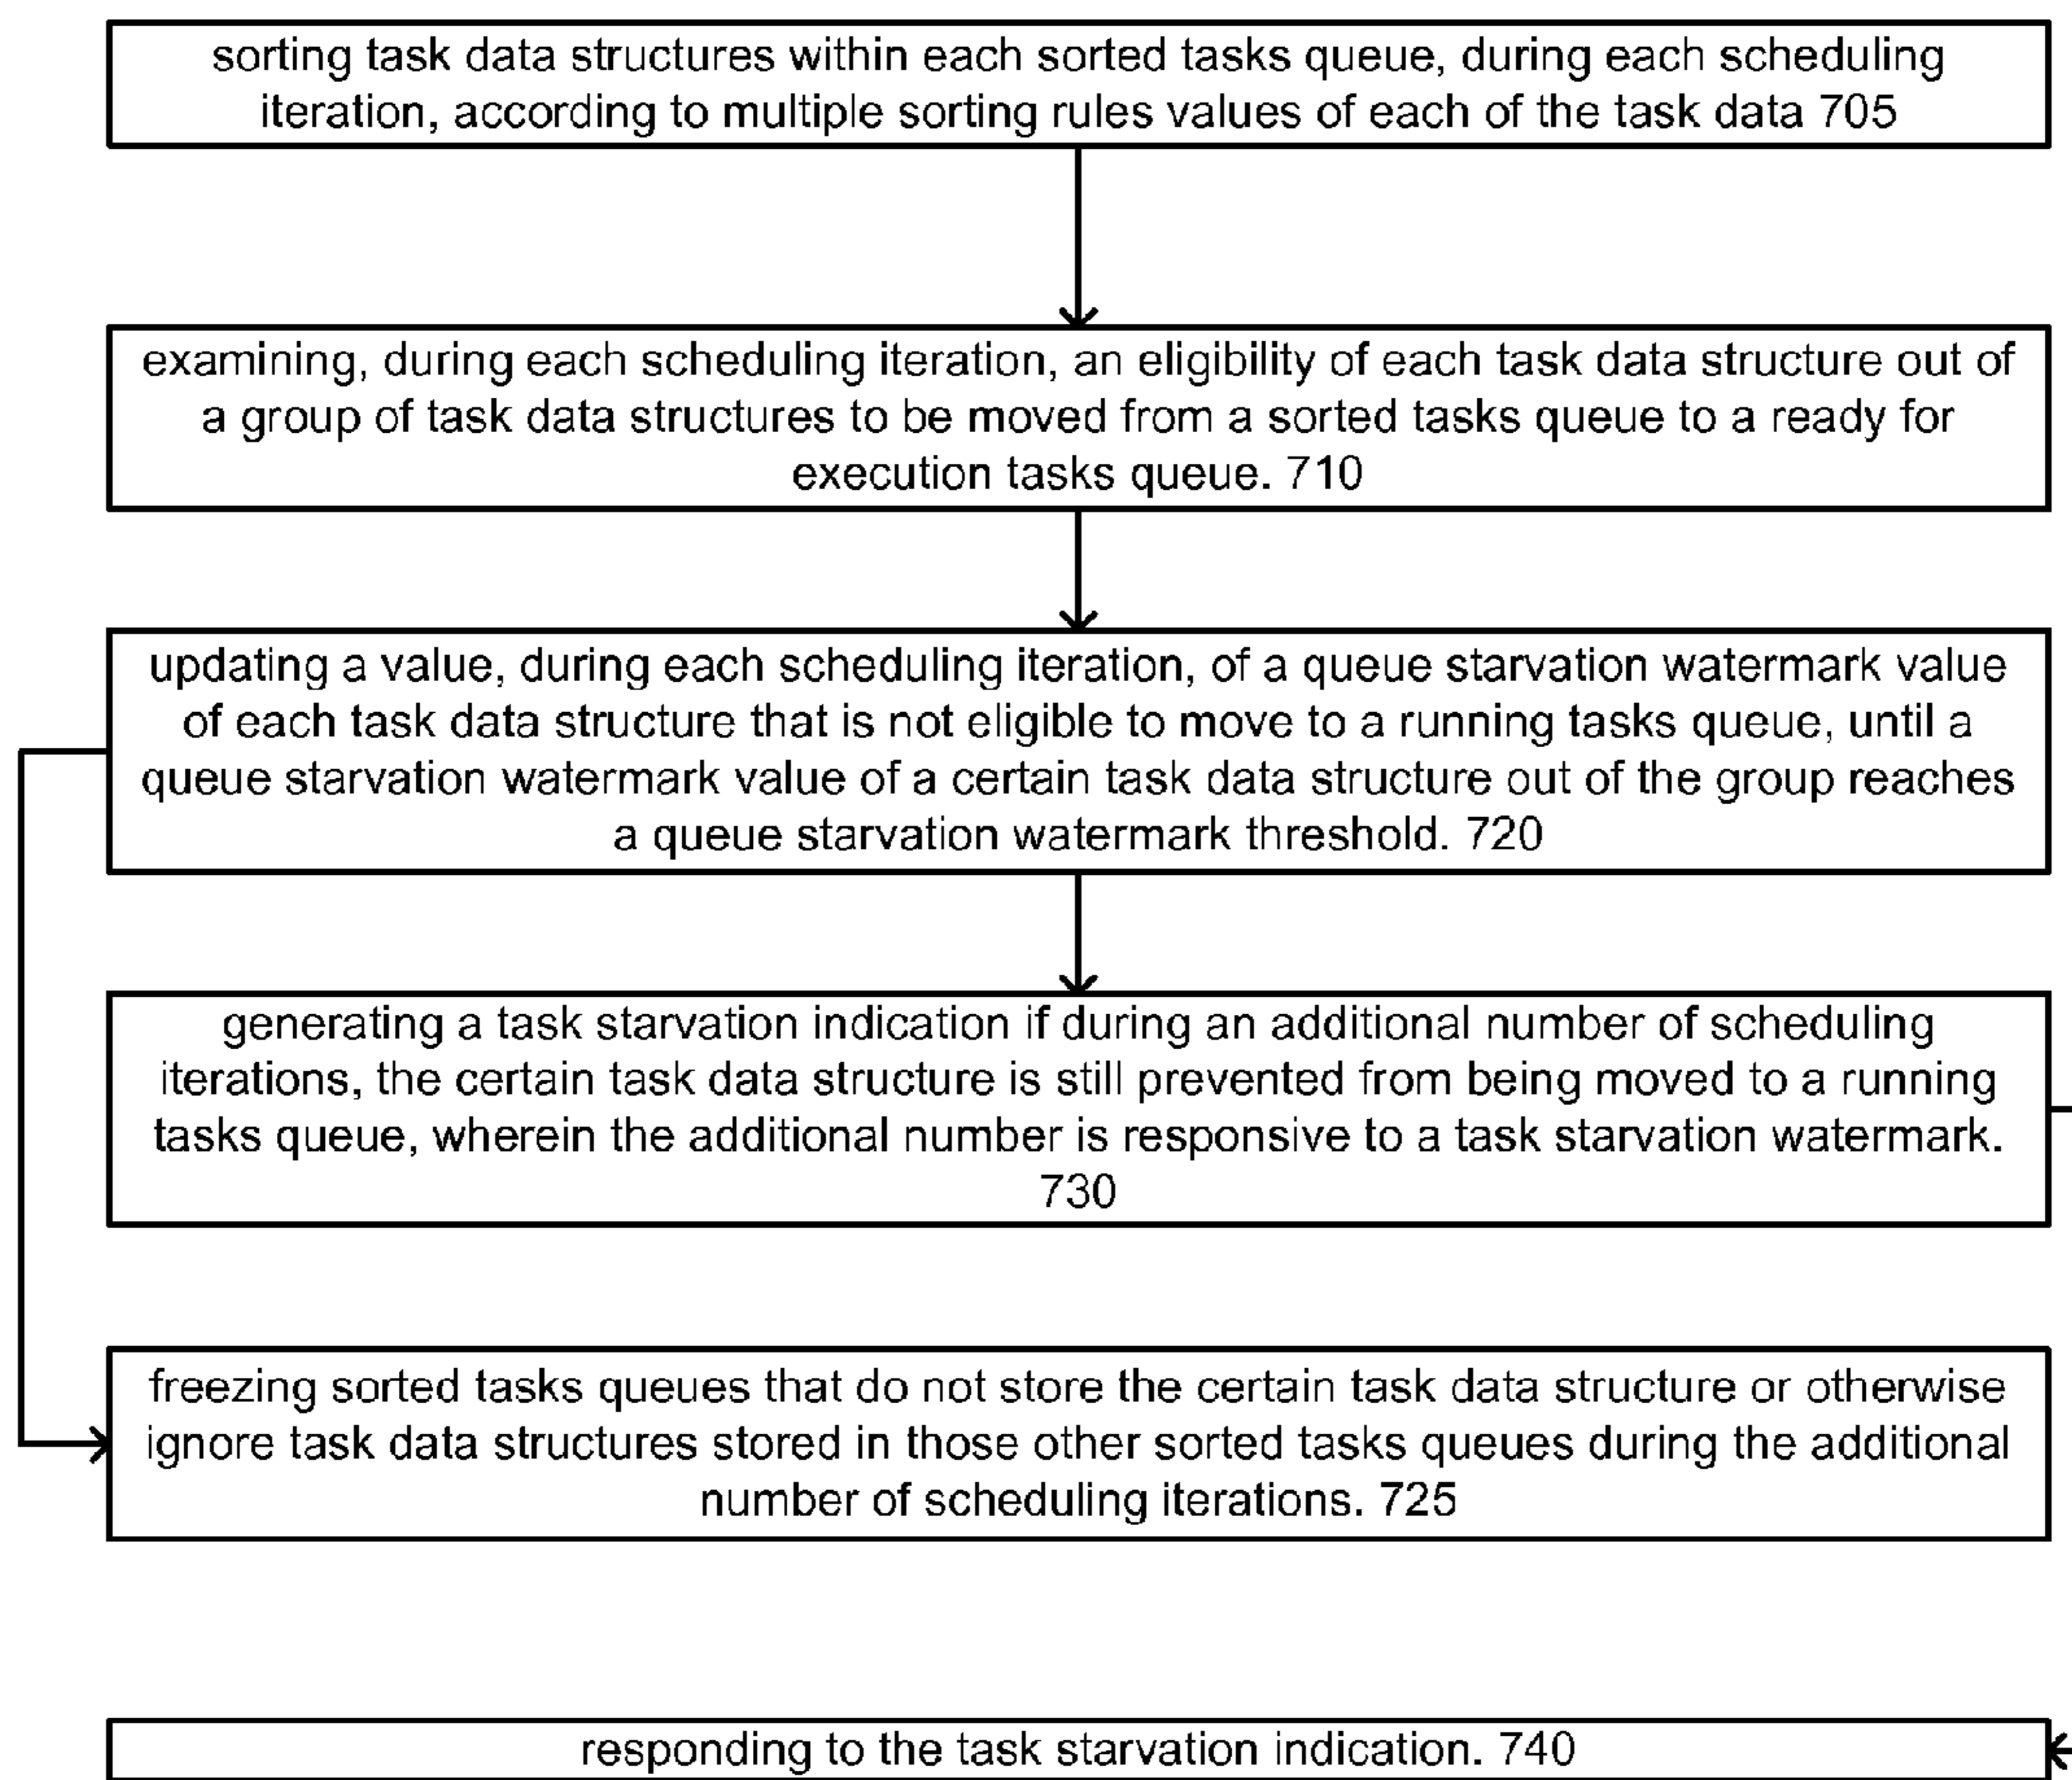 sorting task data structures within each sorted tasks queue, during each scheduling
iteration, according to multiple sorting rules values of each of the task data 705
examining, during each scheduling iteration, an eligibility of each task data structure out of
a group of task data structures to be moved from a sorted tasks queue to a ready for
execution tasks queue. 710
updating a value, during each scheduling iteration, of a queue starvation watermark value
of each task data structure that is not eligible to move to a running tasks queue, until a
queue starvation watermark value of a certain task data structure out of the group reaches
a queue starvation watermark threshold. 720
generating a task starvation indication if during an additional number of scheduling
iterations, the certain task data structure is still prevented from being moved to a running
tasks queue, wherein the additional number is responsive to a task starvation watermark.
730
freezing sorted tasks queues that do not store the certain task data structure or otherwise
ignore task data structures stored in those other sorted tasks queues during the additional
number of scheduling iterations. 725
responding to the task starvation indication. 740